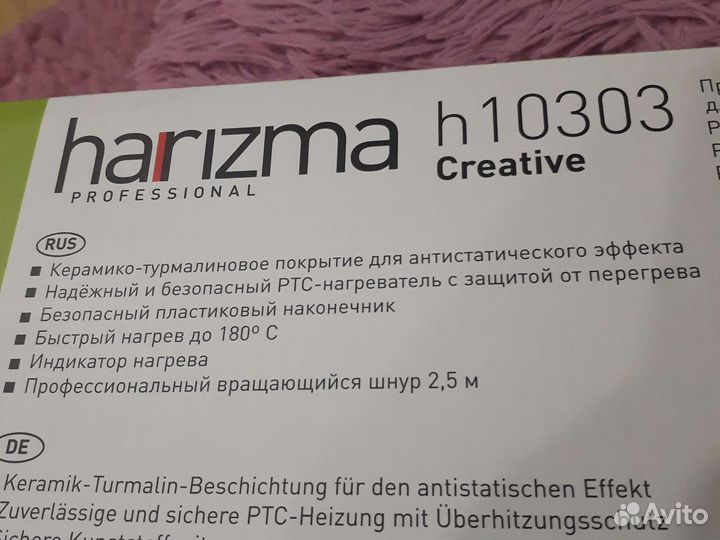 harizma
PROFESSIONAL
h10303
Creative
RUS
Керамико-турмалиновое покрытие для антистатического эффекта
Надёжный и безопасный PTC-нагреватель с защитой от перегрева
Безопасный пластиковый наконечник
Быстрый нагрев до 180º C
Индикатор нагрева
Профессиональный вращающийся шнур 2,5 м
DE
Keramik-Turmalin-Beschichtung für den antistatischen Effekt
Zuverlässige und sichere PTC-Heizung mit Überhitzungsschutz
Avito